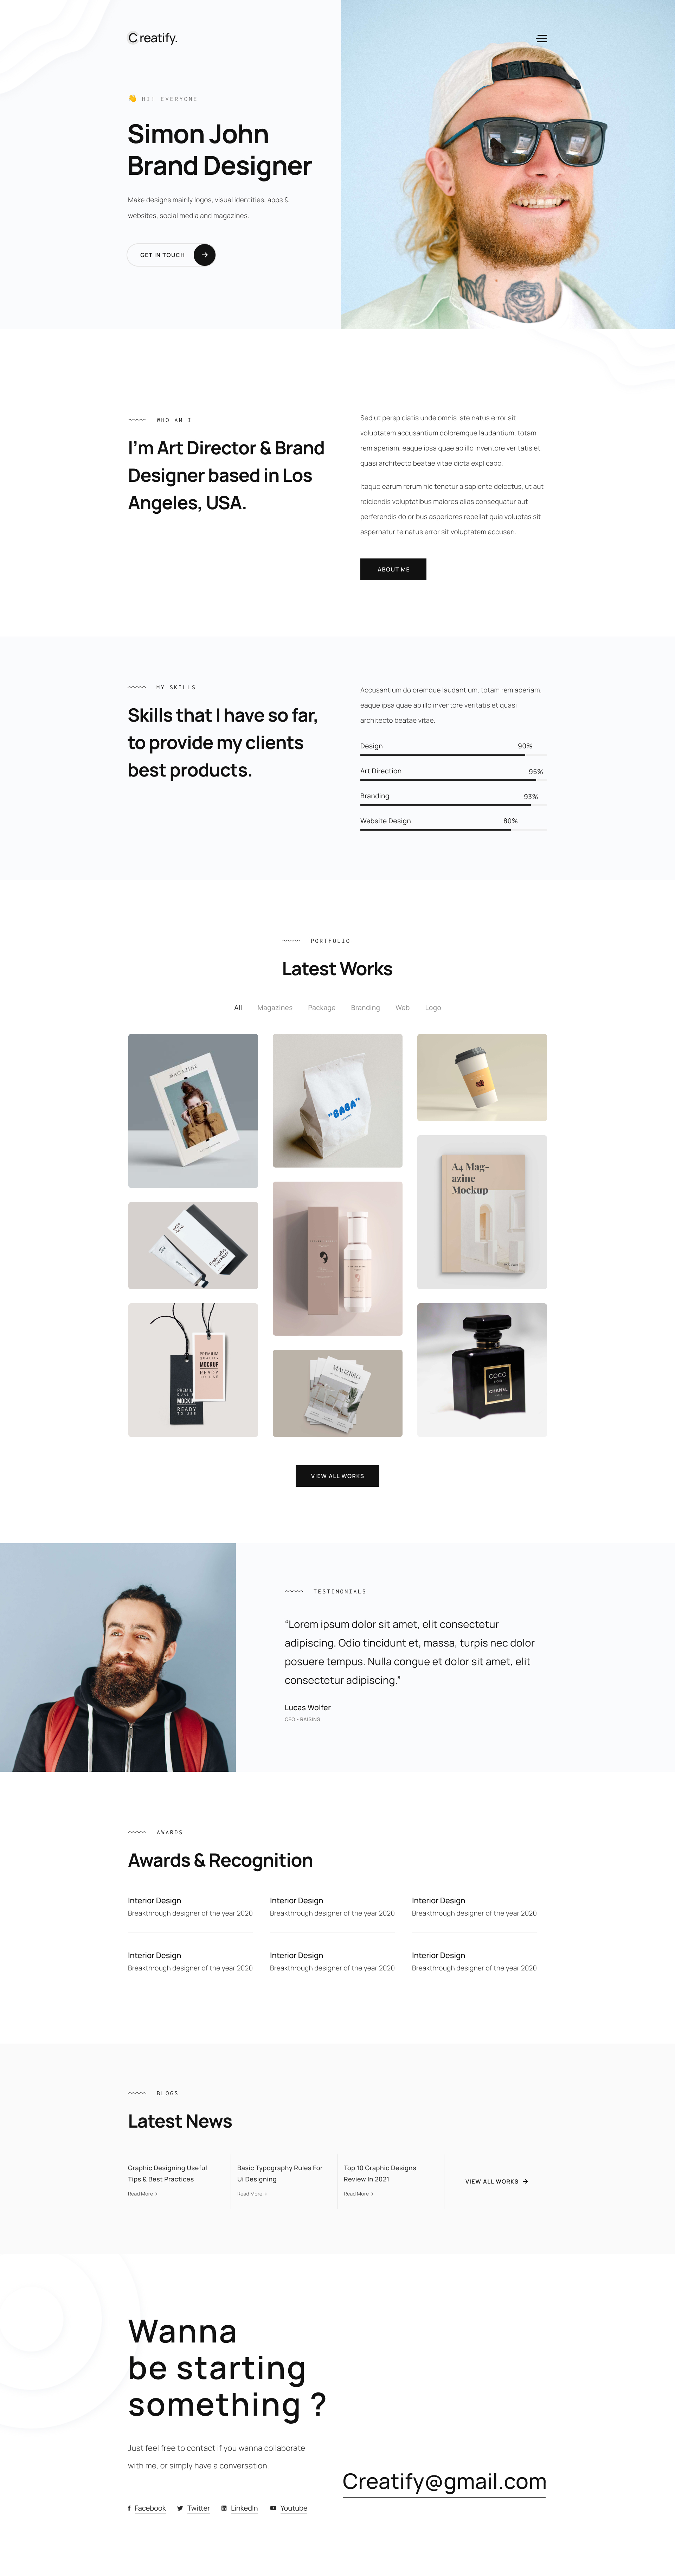 Creatify.
👋 HI! EVERYONE
Simon John
Brand Designer
Make designs mainly logos, visual identities, apps &
websites, social media and magazines.
GET IN TOUCH
WHO AM I
I'm Art Director & Brand
Designer based in Los
Angeles, USA.
Sed ut perspiciatis unde omnis iste natus error sit
voluptatem accusantium doloremque laudantium, totam
rem aperiam, eaque ipsa quae ab illo inventore veritatis et
quasi architecto beatae vitae dicta explicabo.
Itaque earum rerum hic tenetur a sapiente delectus, ut aut
reiciendis voluptatibus maiores alias consequatur aut
perferendis doloribus asperiores repellat quia voluptas sit
aspernatur te natus error sit voluptatem accusan.
ABOUT ME
MY SKILLS
Skills that I have so far,
to provide my clients
best products.
Accusantium doloremque laudantium, totam rem aperiam,
eaque ipsa quae ab illo inventore veritatis et quasi
architecto beatae vitae.
Design 90%
Art Direction 95%
Branding 93%
Website Design 80%
PORTFOLIO
Latest Works
All Magazines Package Branding Web Logo
MAGAZINE
"BABA"
A4 Mag-
azine
Mockup
PREMIUM
QUALITY
MOCKUP
READY
TO USE
PREMIUM
MOCKUP
READY
TO USE
MAGZBRO
COCO
NOIR
CHANEL
VIEW ALL WORKS
TESTIMONIALS
“Lorem ipsum dolor sit amet, elit consectetur
adipiscing. Odio tincidunt et, massa, turpis nec dolor
posuere tempus. Nulla congue et dolor sit amet, elit
consectetur adipiscing.”
Lucas Wolfer
CEO - RAISINS
AWARDS
Awards & Recognition
Interior Design
Breakthrough designer of the year 2020
Interior Design
Breakthrough designer of the year 2020
Interior Design
Breakthrough designer of the year 2020
Interior Design
Breakthrough designer of the year 2020
Interior Design
Breakthrough designer of the year 2020
Interior Design
Breakthrough designer of the year 2020
BLOGS
Latest News
Graphic Designing Useful
Tips & Best Practices
Read More >
Basic Typography Rules For
Ui Designing
Read More >
Top 10 Graphic Designs
Review In 2021
Read More >
VIEW ALL WORKS →
Wanna
be starting
something ?
Just feel free to contact if you wanna collaborate
with me, or simply have a conversation.
Creatify@gmail.com
Facebook Twitter LinkedIn Youtube